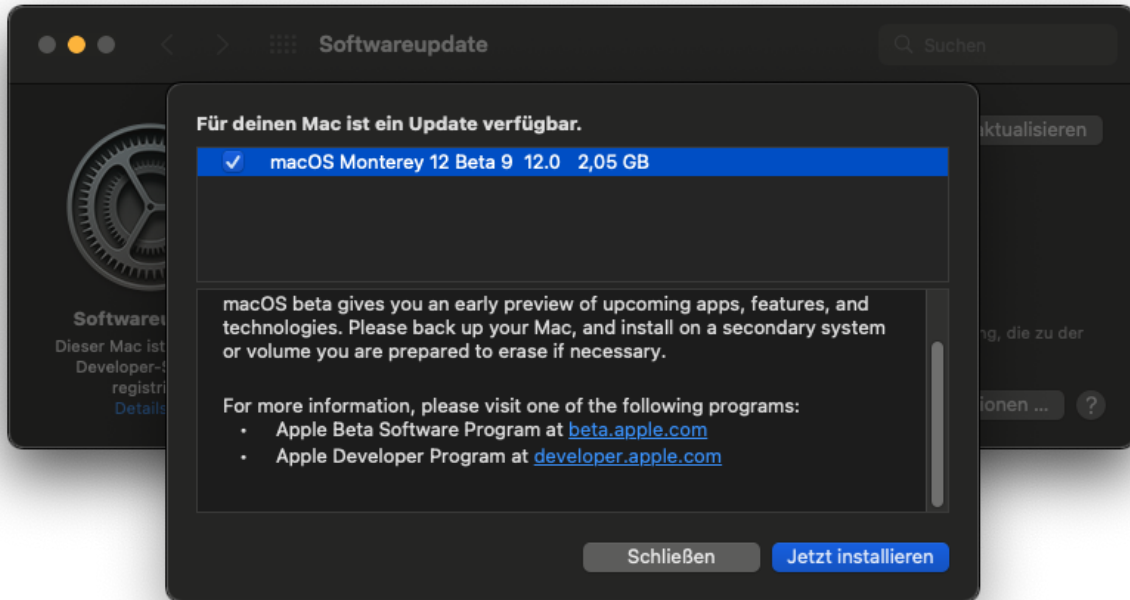 Softwareupdate
Suchen
Für deinen Mac ist ein Update verfügbar.
macOS Monterey 12 Beta 9 12.0 2,05 GB
macOS beta gives you an early preview of upcoming apps, features, and
technologies. Please back up your Mac, and install on a secondary system
or volume you are prepared to erase if necessary.
For more information, please visit one of the following programs:
• Apple Beta Software Program at beta.apple.com
• Apple Developer Program at developer.apple.com
Schließen
Jetzt installieren
Dieser Mac ist
Details
die zu der
?